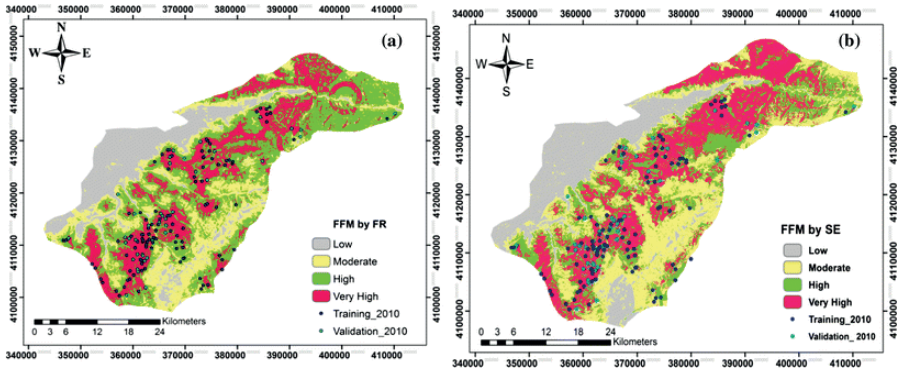 340000 350000 360000 370000 380000 390000 400000 410000
(a)
N
W E
S
4150000
4140000
4130000
4120000
4110000
4100000
FFM by FR
Low
Moderate
High
Very High
Training_2010
Validation_2010
Kilometers
0 3 6 12 18 24
340000 350000 360000 370000 380000 390000 400000 410000
340000 350000 360000 370000 380000 390000 400000 410000
(b)
N
W E
S
4140000
4130000
4120000
4110000
4100000
FFM by SE
Low
Moderate
High
Very High
Training_2010
Validation_ 2010
Kilometers
0 3 6 12 18 24
340000 350000 360000 370000 380000 390000 400000 410000